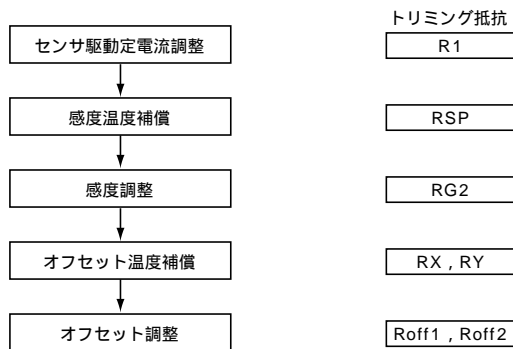 トリミング抵抗
センサ駆動定電流調整
R1
感度温度補償
RSP
感度調整
RG2
オフセット温度補償
RX , RY
オフセット調整
Roff1 , Roff2